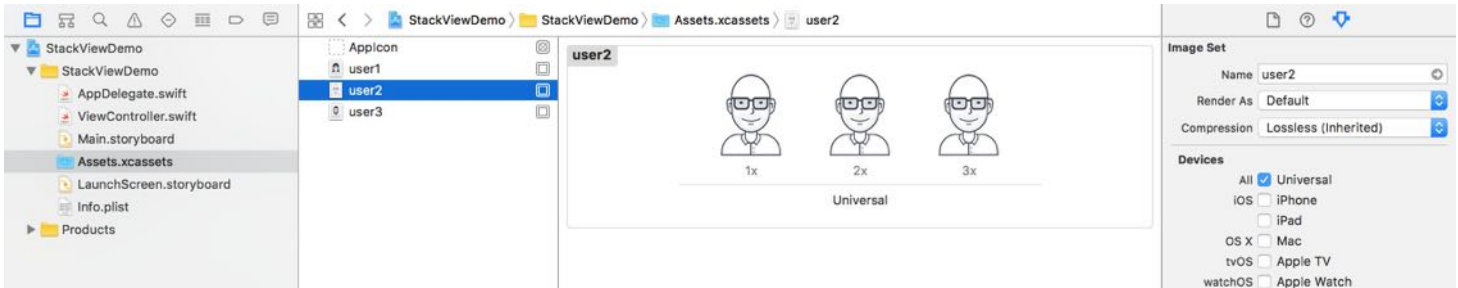 StackViewDemo
StackViewDemo
AppDelegate.swift
ViewController.swift
Main.storyboard
Assets.xcassets
LaunchScreen.storyboard
Info.plist
Products
StackViewDemo StackViewDemo Assets.xcassets user2
AppIcon
user1
user2
user3
user2
1x 2x 3x
Universal
Image Set
Name user2
Render As Default
Compression Lossless (Inherited)
Devices
All Universal
iOS iPhone
iPad
OS X Mac
tvOS Apple TV
watchOS Apple Watch